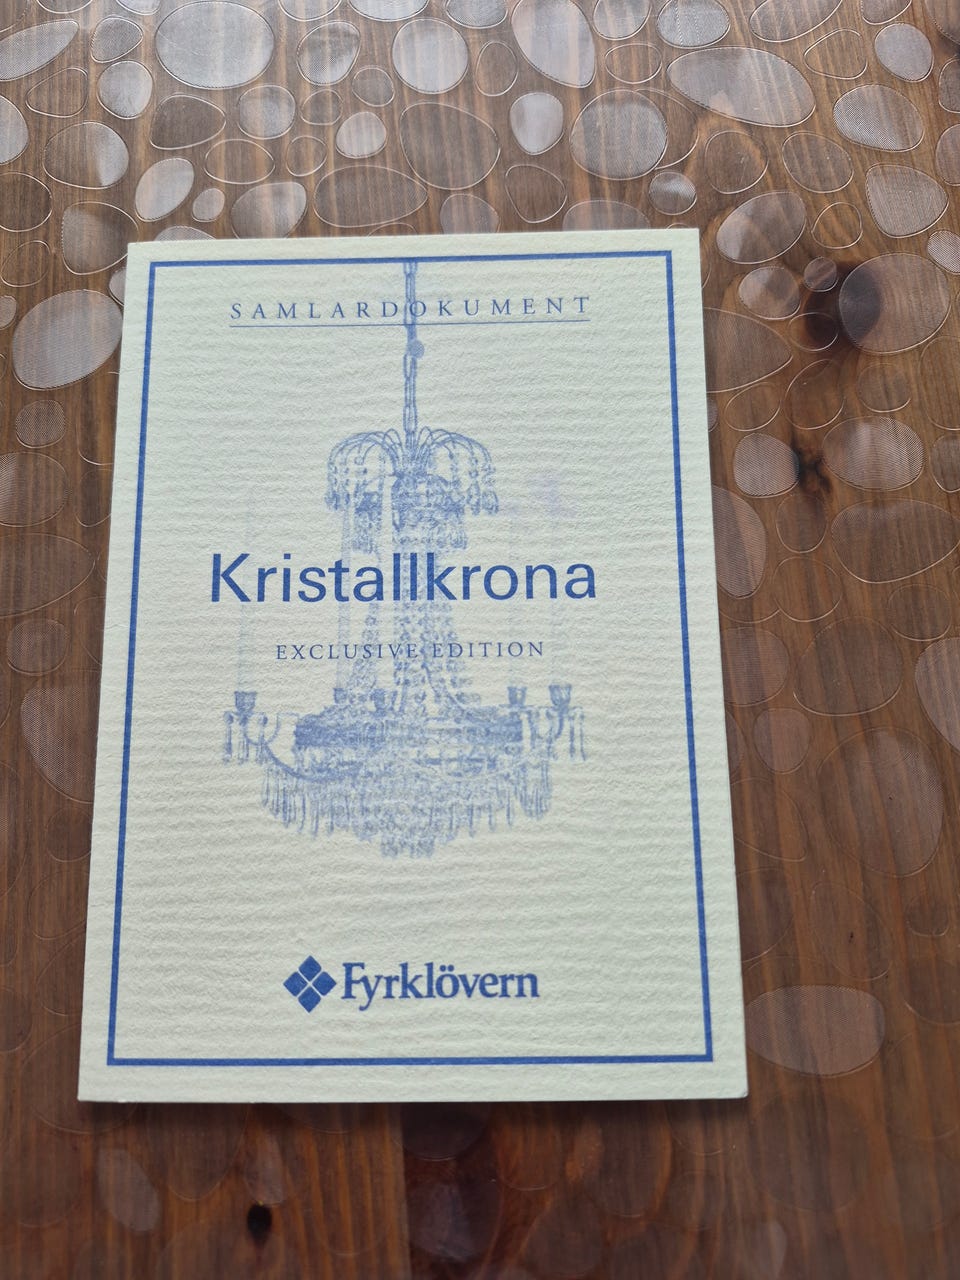 SAMLARDOKUMENT
Kristallkrona
EXCLUSIVE EDITION
Fyrklövern